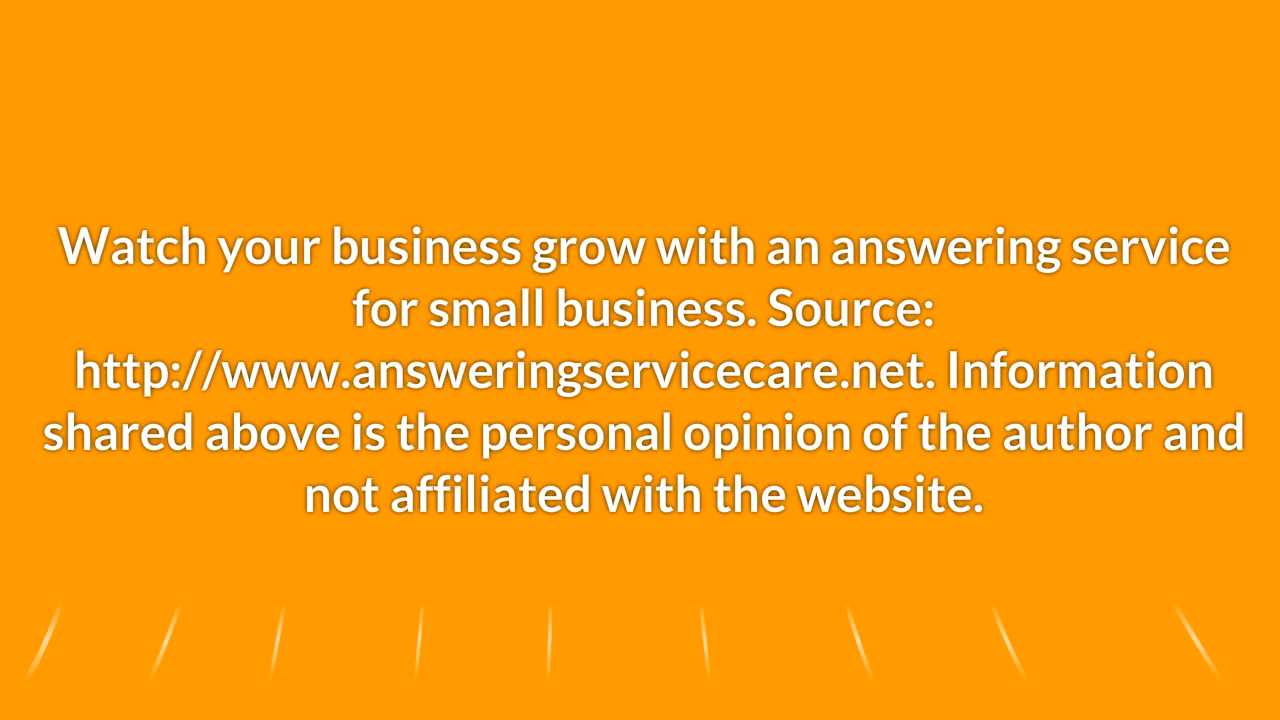 Watch your business grow with an answering service
for small business. Source:
http://www.answeringservicecare.net. Information
shared above is the personal opinion of the author and
not affiliated with the website.